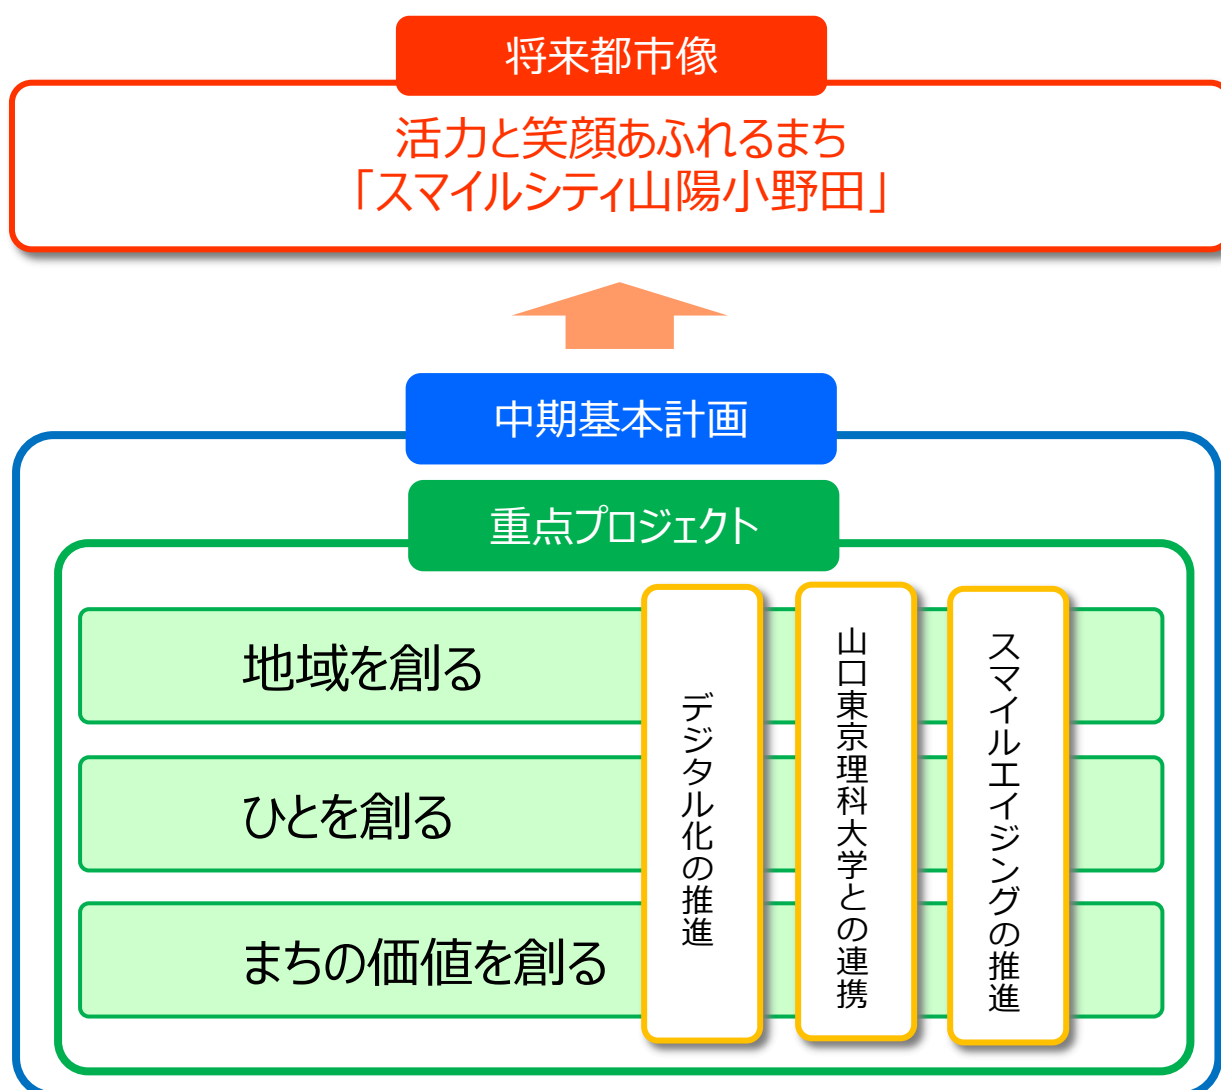 将来都市像
活力と笑顔あふれるまち
「スマイルシティ山陽小野田」
中期基本計画
重点プロジェクト
地域を創る
ひとを創る
まちの価値を創る
デジタル化の推進
山口東京理科大学との連携
スマイルエイジングの推進